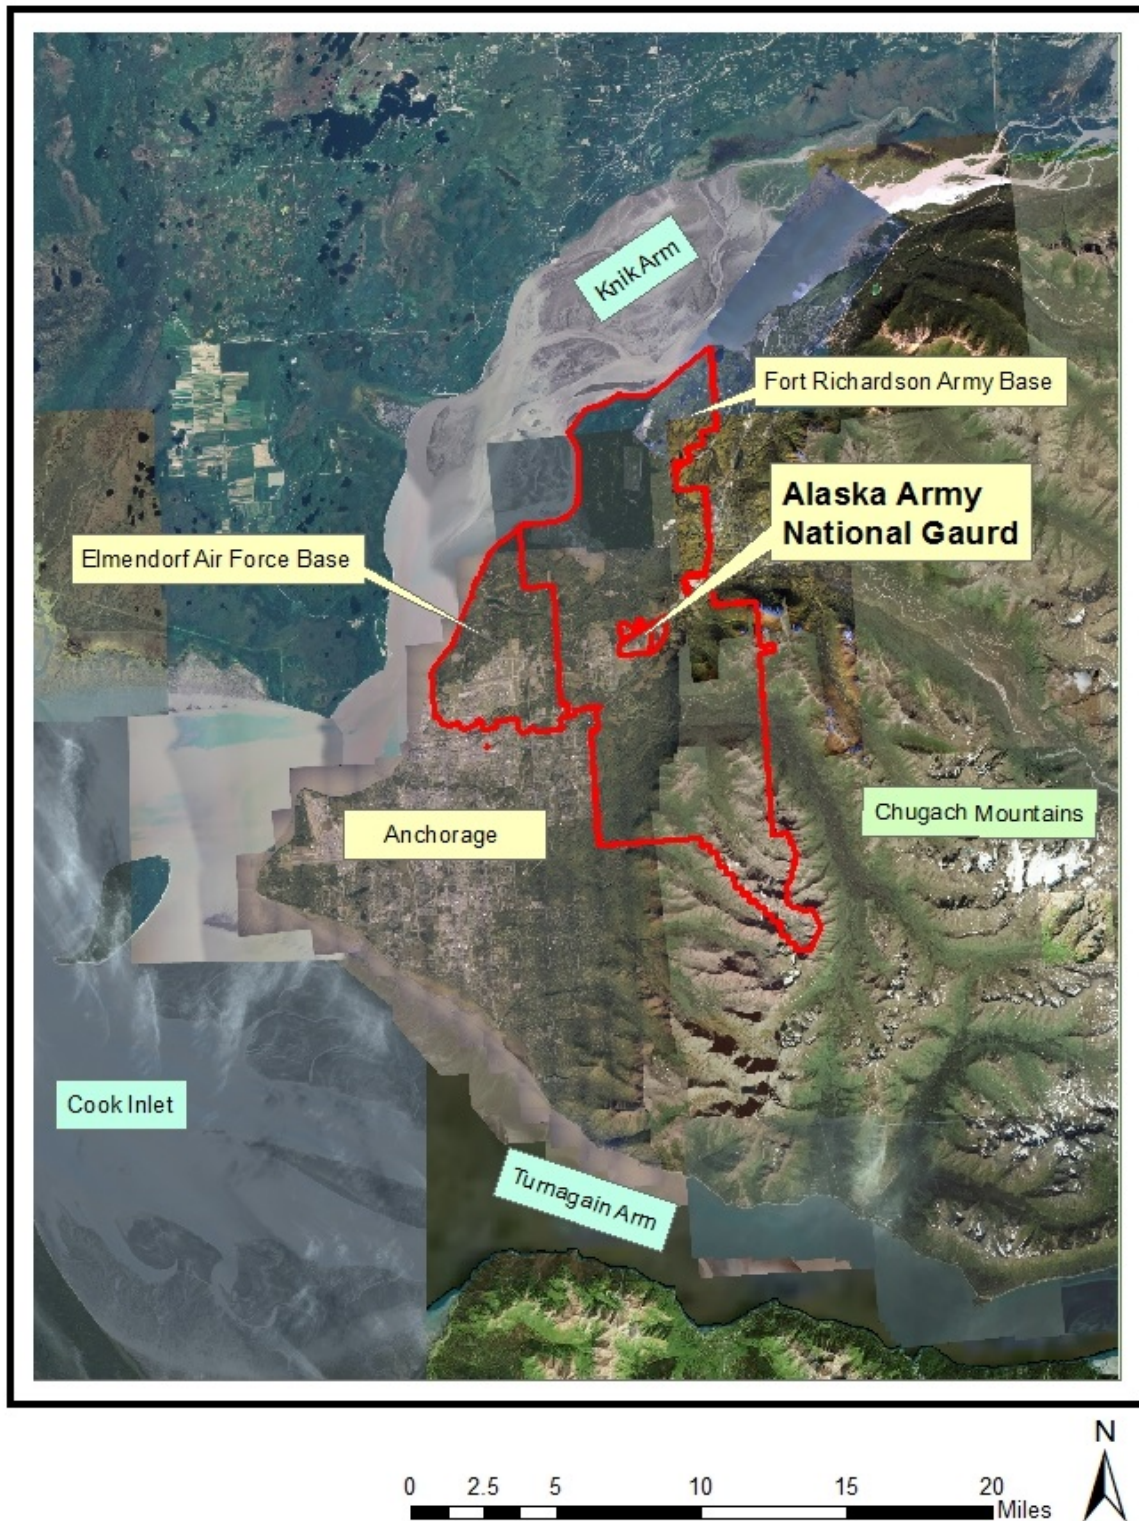 Knik Arm
Fort Richardson Army Base
Alaska Army
National Gaurd
Elmendorf Air Force Base
Chugach Mountains
Anchorage
Cook Inlet
Turnagain Arm
N
0 2.5 5 10 15 20
Miles